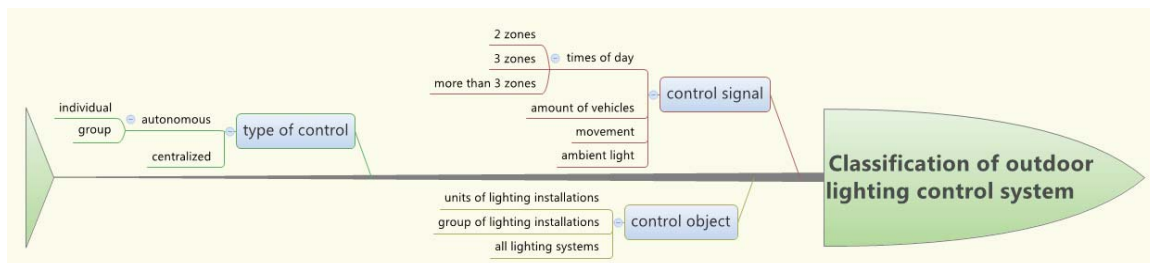 2 zones
3 zones
more than 3 zones
times of day
amount of vehicles
movement
ambient light
control signal
individual
group
autonomous
centralized
type of control
units of lighting installations
group of lighting installations
all lighting systems
control object
Classification of outdoor
lighting control system